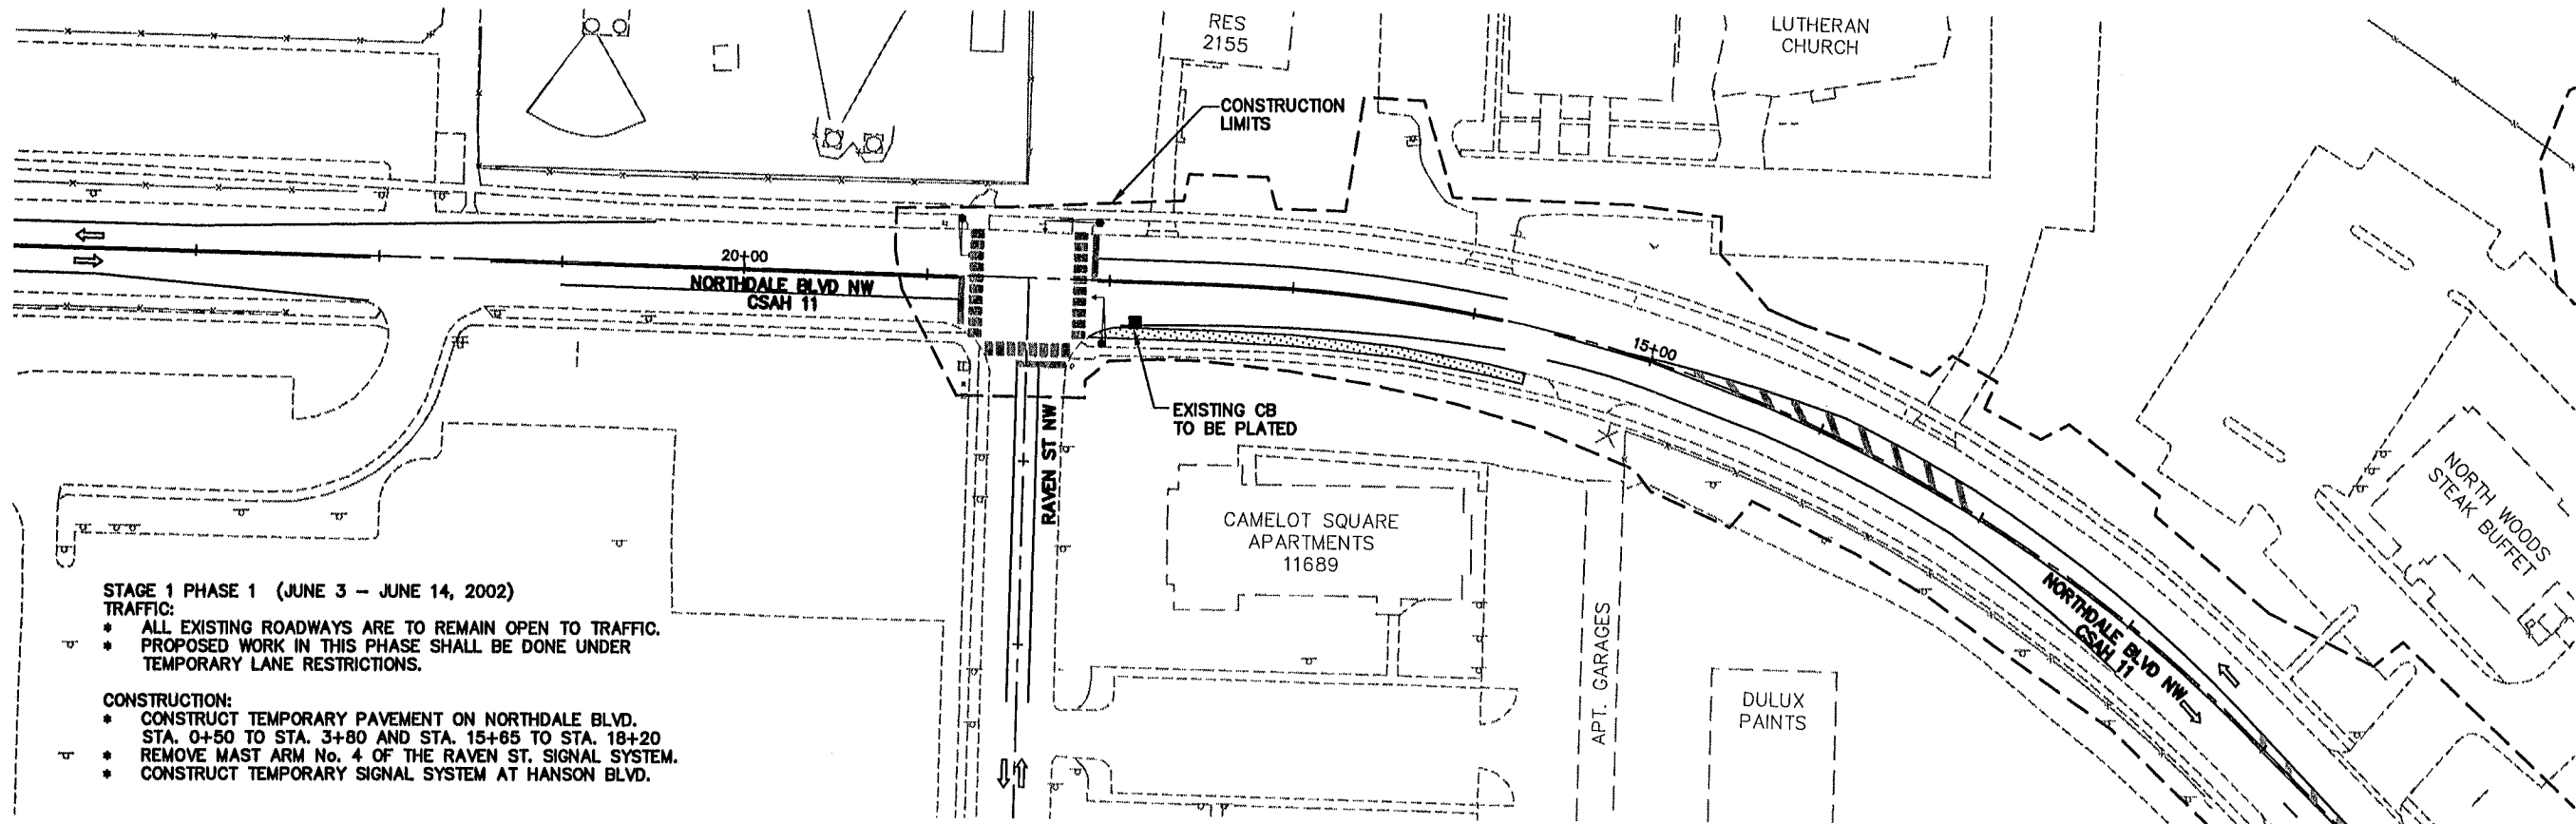 RES
2155
LUTHERAN
CHURCH
CONSTRUCTION
LIMITS
20+00
NORTHDALE BLVD NW
CSAH 11
15+00
EXISTING CB
TO BE PLATED
RAVEN ST NW
CAMELOT SQUARE
APARTMENTS
11689
NORTH WOODS
STEAK BUFFET
APT. GARAGES
DULUX
PAINTS
NORTHDALE BLVD NW
CSAH 11
STAGE 1 PHASE 1 (JUNE 3 – JUNE 14, 2002)
TRAFFIC:
* ALL EXISTING ROADWAYS ARE TO REMAIN OPEN TO TRAFFIC.
* PROPOSED WORK IN THIS PHASE SHALL BE DONE UNDER
TEMPORARY LANE RESTRICTIONS.
CONSTRUCTION:
* CONSTRUCT TEMPORARY PAVEMENT ON NORTHDALE BLVD.
STA. 0+50 TO STA. 3+80 AND STA. 15+65 TO STA. 18+20
* REMOVE MAST ARM No. 4 OF THE RAVEN ST. SIGNAL SYSTEM.
* CONSTRUCT TEMPORARY SIGNAL SYSTEM AT HANSON BLVD.